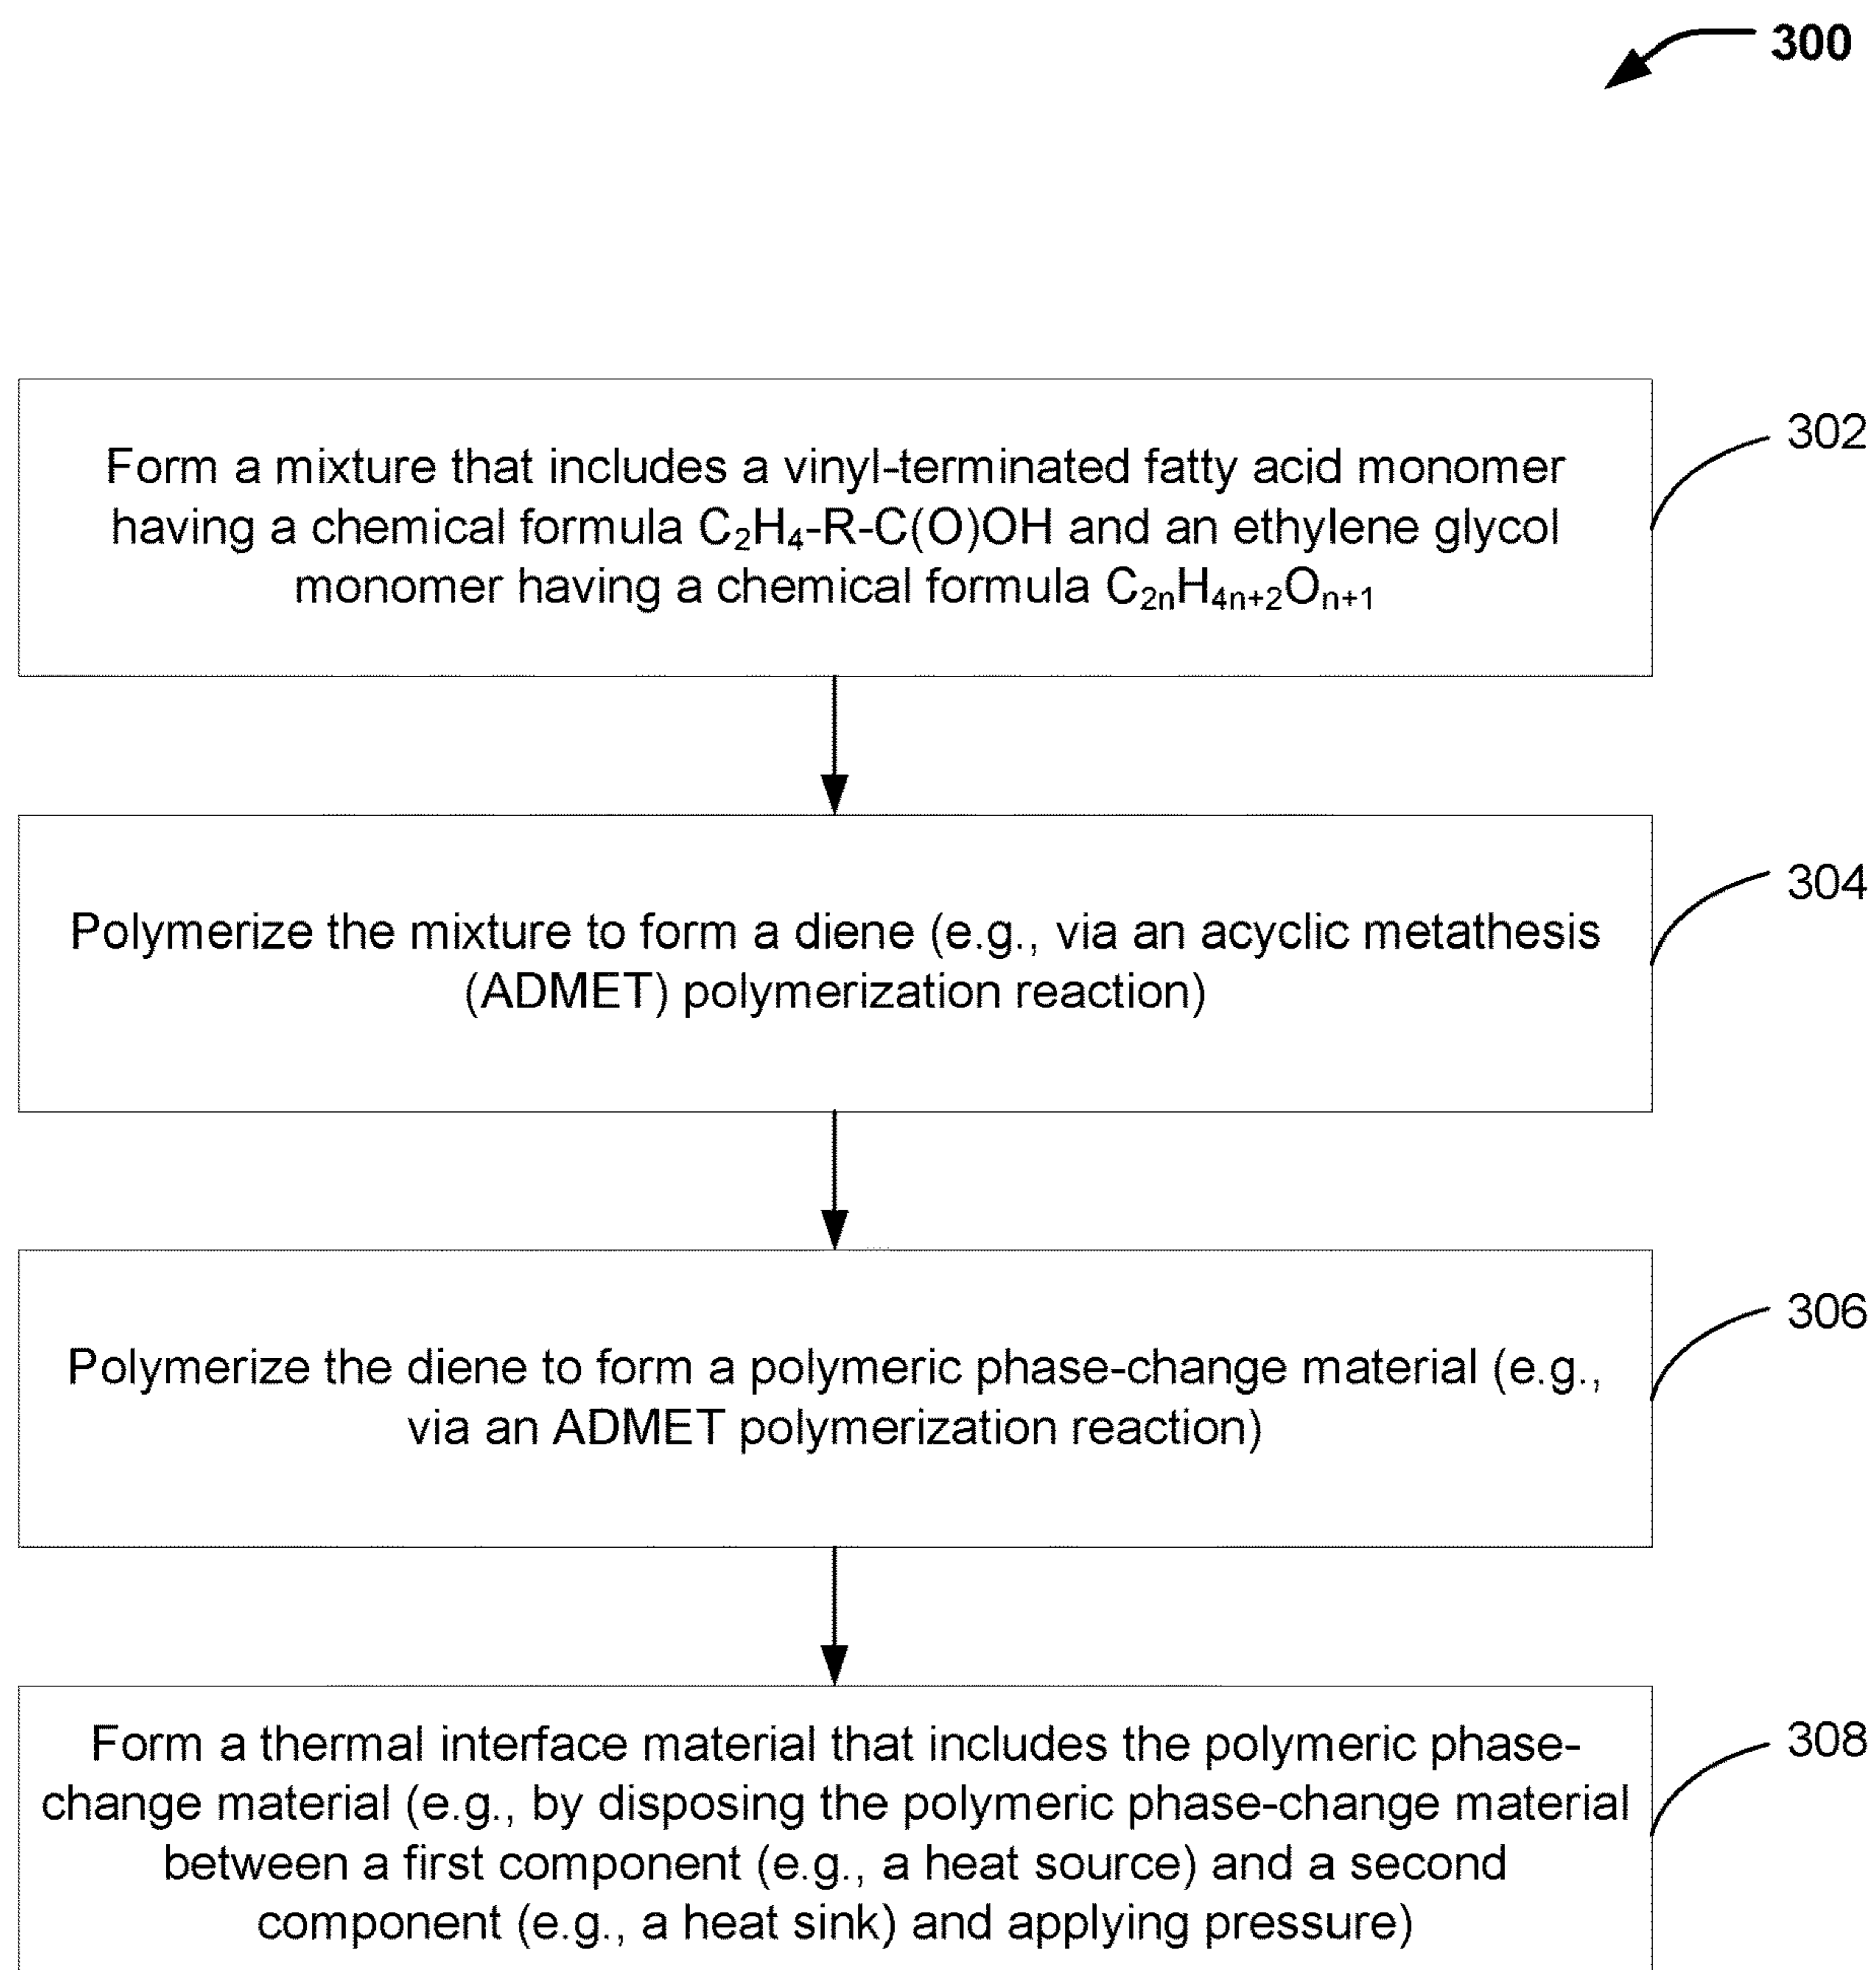 300
Form a mixture that includes a vinyl-terminated fatty acid monomer
having a chemical formula C₂H₄-R-C(O)OH and an ethylene glycol
monomer having a chemical formula C₂ₙH₄ₙ₊₂Oₙ₊₁
302
Polymerize the mixture to form a diene (e.g., via an acyclic metathesis
(ADMET) polymerization reaction)
304
Polymerize the diene to form a polymeric phase-change material (e.g.,
via an ADMET polymerization reaction)
306
Form a thermal interface material that includes the polymeric phase-
change material (e.g., by disposing the polymeric phase-change material
between a first component (e.g., a heat source) and a second
component (e.g., a heat sink) and applying pressure)
308